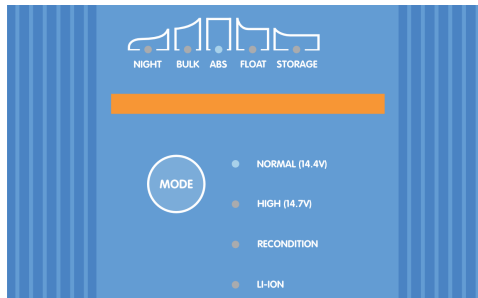 NIGHT BULK ABS FLOAT STORAGE
MODE
NORMAL (14.4V)
HIGH (14.7V)
RECONDITION
LI-ION